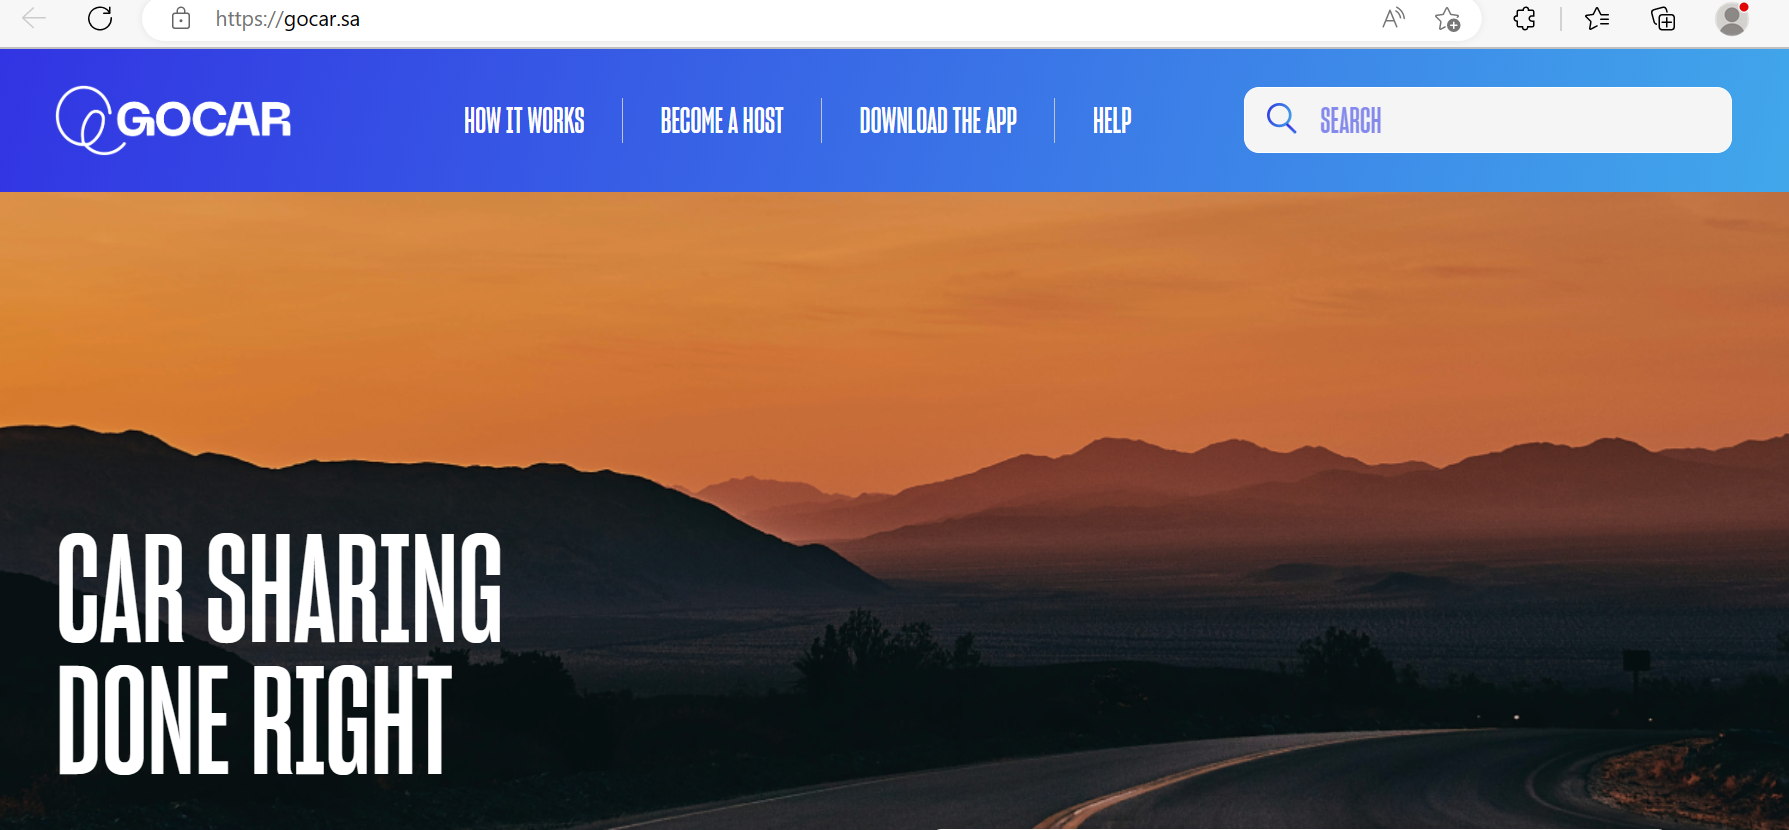 https://gocar.sa
GOCAR
HOW IT WORKS
BECOME A HOST
DOWNLOAD THE APP
HELP
SEARCH
CAR SHARING
DONE RIGHT